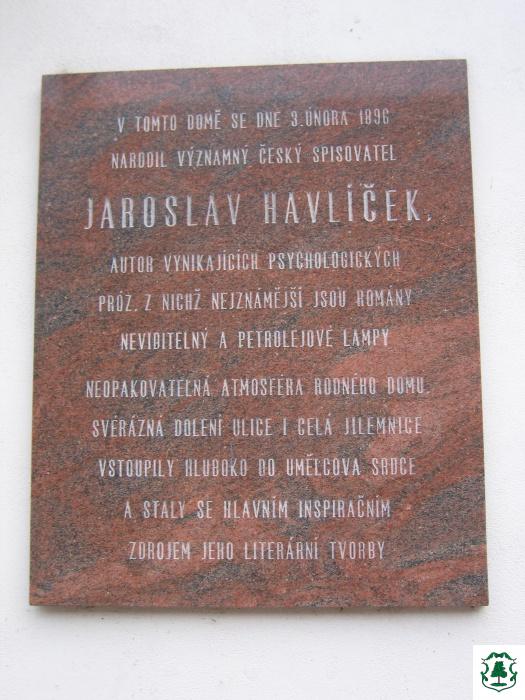 V TOMTO DOMĚ SE DNE 3.ÚNORA 1896
NARODIL VÝZNAMNÝ ČESKÝ SPISOVATEL
JAROSLAV HAVLÍČEK,
AUTOR VYNIKAJÍCÍCH PSYCHOLOGICKÝCH
PRÓZ, Z NICHŽ NEJZNÁMĚJŠÍ JSOU ROMÁNY
NEVIDITELNÝ A PETROLEJOVÉ LAMPY
NEOPAKOVATELNÁ ATMOSFÉRA RODNÉHO DOMU,
SVÉRÁZNÁ DOLENÍ ULICE I CELÁ JILEMNICE
VSTOUPILY HLUBOKO DO UMĚLCOVA SRDCE
A STALY SE HLAVNÍM INSPIRAČNÍM
ZDROJEM JEHO LITERÁRNÍ TVORBY